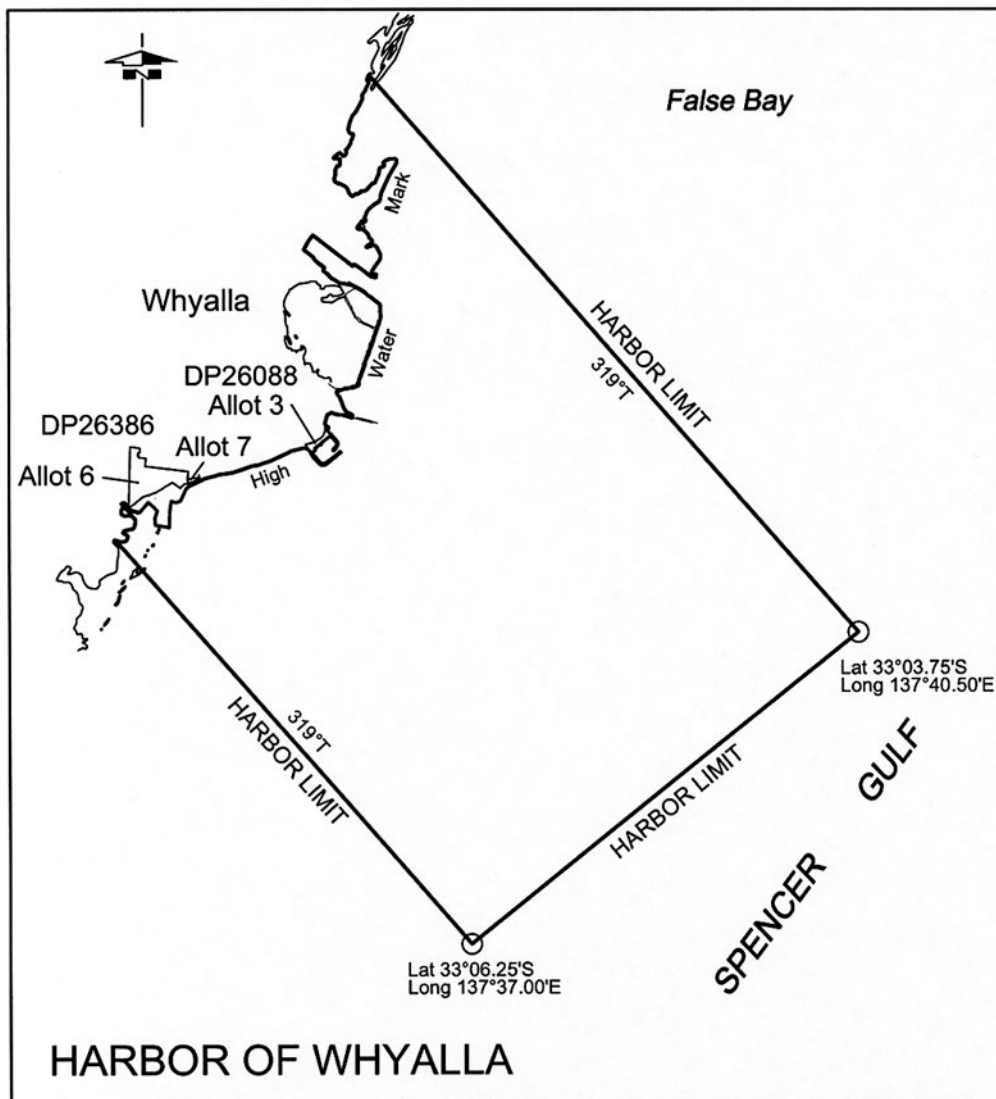 N
False Bay
Mark
Whyalla
Water
HARBOR LIMIT
319°T
DP26088
Allot 3
DP26386
Allot 7
Allot 6
High
Lat 33°03.75'S
Long 137°40.50'E
319°T
HARBOR LIMIT
HARBOR LIMIT
SPENCER GULF
Lat 33°06.25'S
Long 137°37.00'E
HARBOR OF WHYALLA